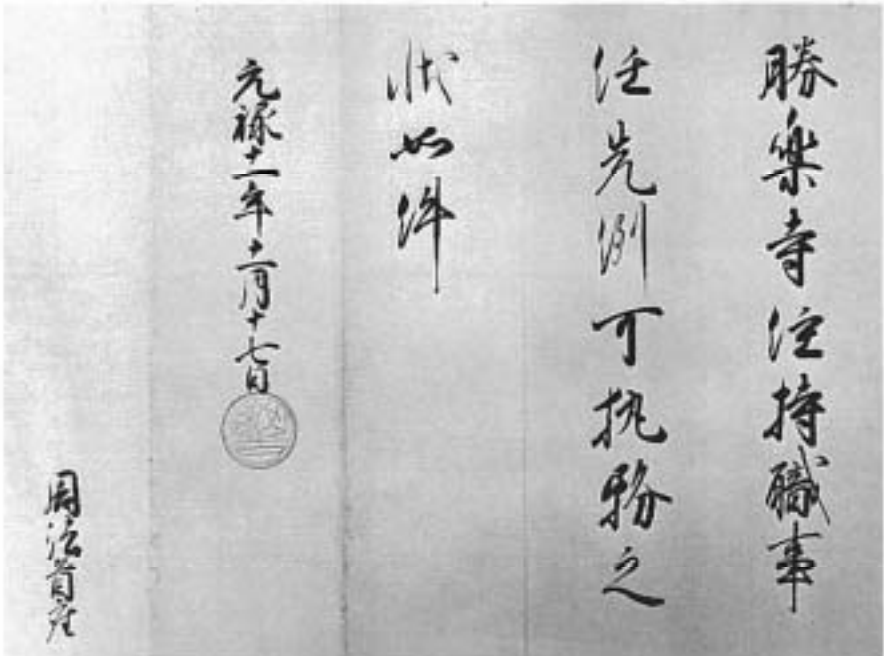 勝楽寺住持職事
任先例可執務之
状如件
元禄十一年十二月十七日
周法首座